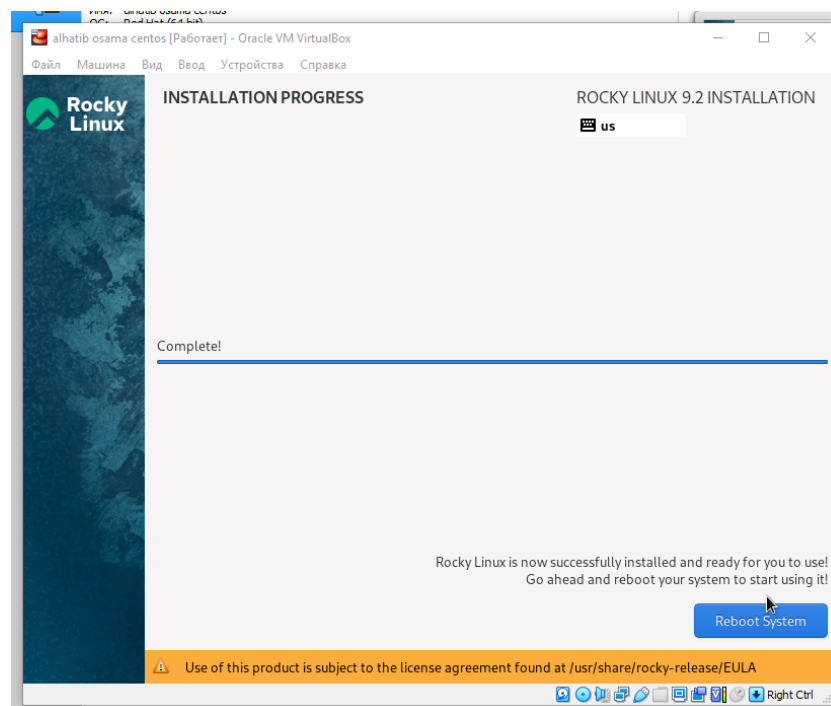 alhatib osama centos [Работает] - Oracle VM VirtualBox
Файл Машина Вид Ввод Устройства Справка
Rocky Linux
INSTALLATION PROGRESS
ROCKY LINUX 9.2 INSTALLATION
us
Complete!
Rocky Linux is now successfully installed and ready for you to use!
Go ahead and reboot your system to start using it!
Reboot System
Use of this product is subject to the license agreement found at /usr/share/rocky-release/EULA
Right Ctrl